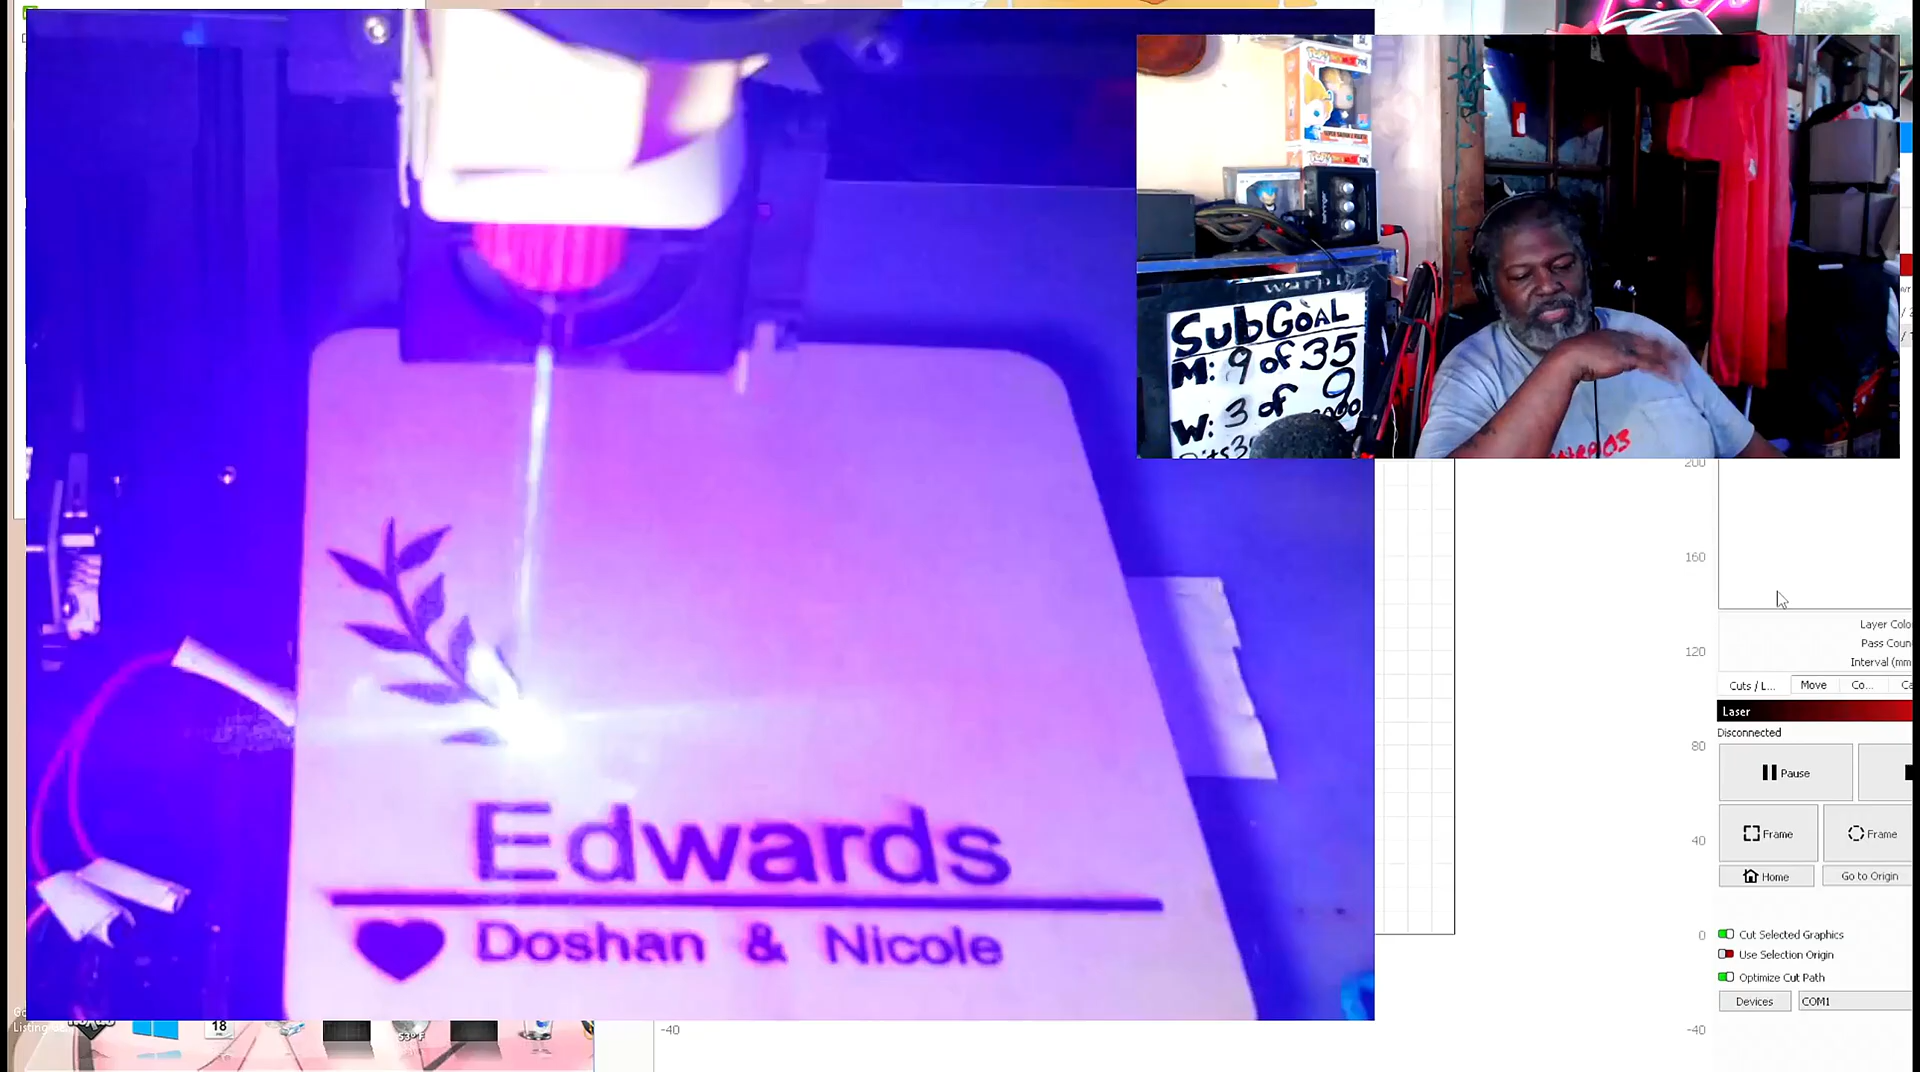 SubGoaL
M: 9 of 35
W: 3 of 9
Edwards
Doshan & Nicole
200
160
120
80
40
0
-40
-40
Layer Colo
Pass Coun
Interval (mm
Cuts / L...
Move
Co...
Ca
Laser
Disconnected
Pause
Frame
Frame
Home
Go to Origin
Cut Selected Graphics
Use Selection Origin
Optimize Cut Path
Devices
COM1
18
53°F